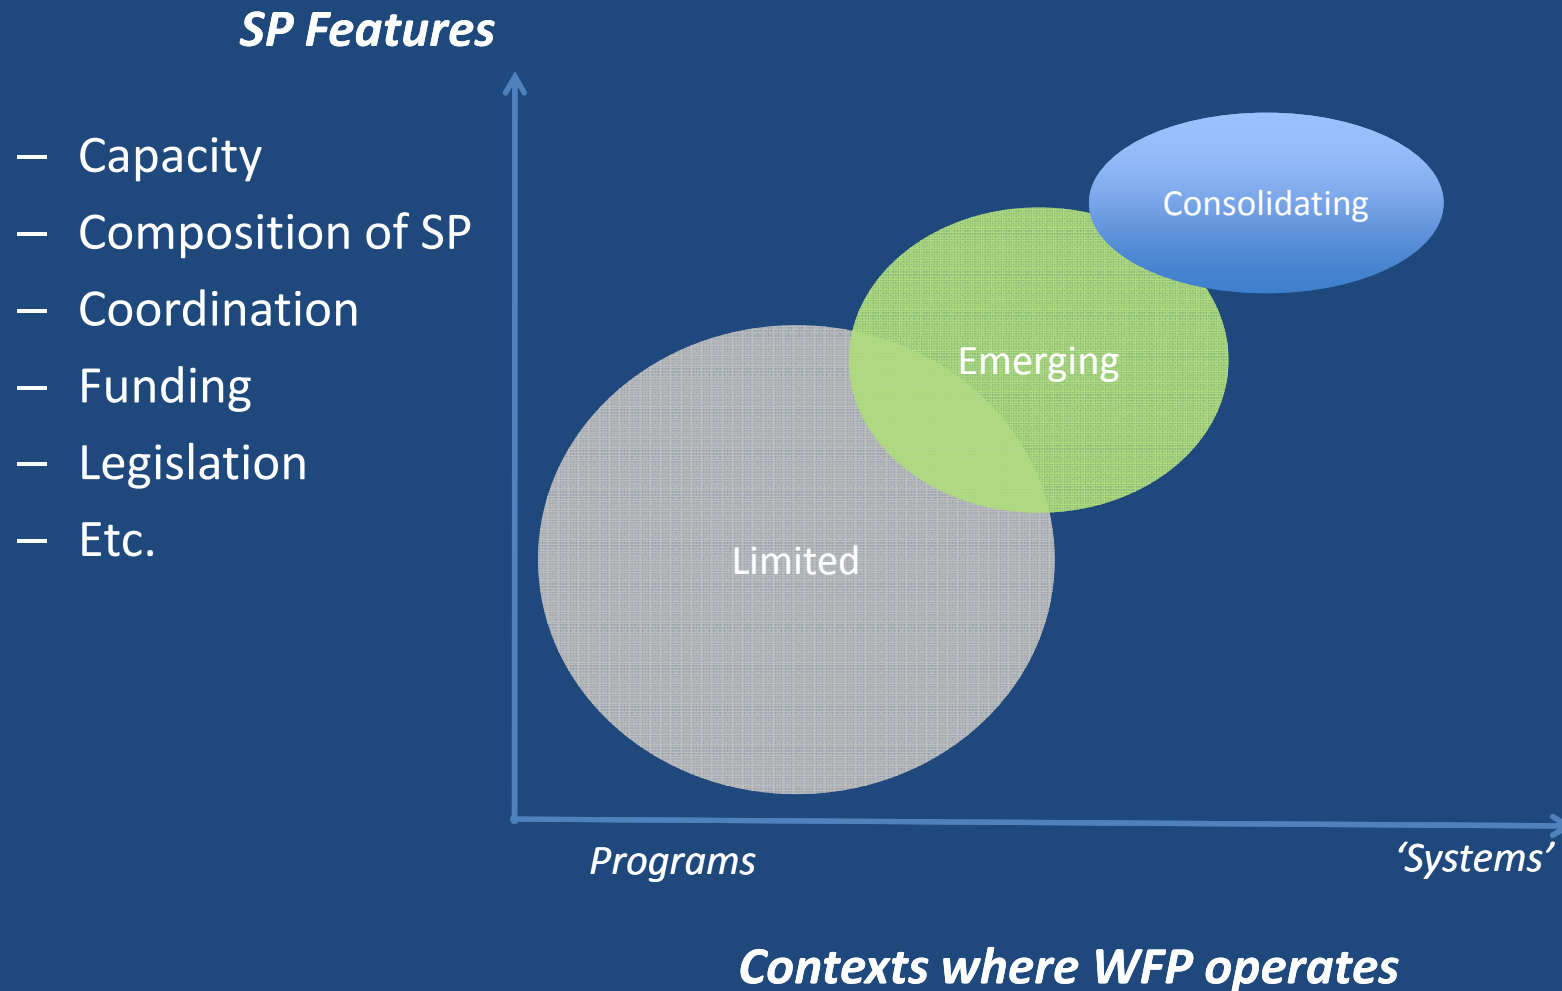 SP Features
– Capacity
– Composition of SP
– Coordination
– Funding
– Legislation
– Etc.
Consolidating
Emerging
Limited
Programs
‘Systems’
Contexts where WFP operates